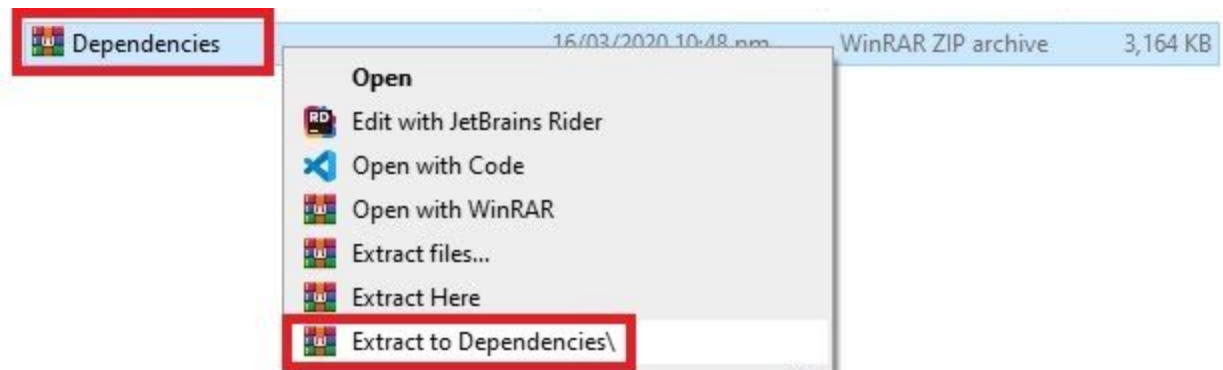 Dependencies 16/03/2020 10:48 pm WinRAR ZIP archive 3,164 KB
Open
RD Edit with JetBrains Rider
Open with Code
Open with WinRAR
Extract files...
Extract Here
Extract to Dependencies\